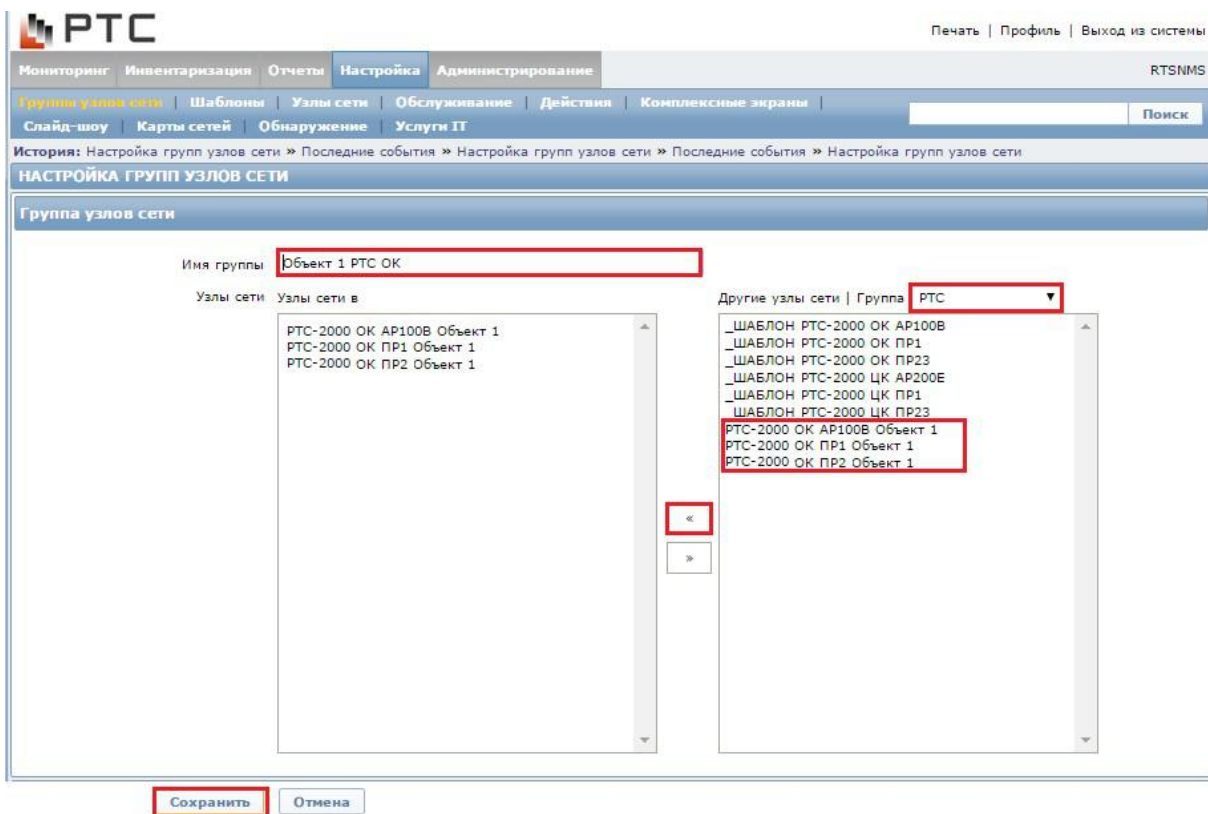 РТС
Печать | Профиль | Выход из системы
Мониторинг Инвентаризация Отчеты Настройка Администрирование RTSNMS
Группы узлов сети | Шаблоны | Узлы сети | Обслуживание | Действия | Комплексные экраны |
Слайд-шоу | Карты сетей | Обнаружение | Услуги IT Поиск
История: Настройка групп узлов сети » Последние события » Настройка групп узлов сети » Последние события » Настройка групп узлов сети
НАСТРОЙКА ГРУПП УЗЛОВ СЕТИ
Группа узлов сети
Имя группы Объект 1 РТС ОК
Узлы сети Узлы сети в Другие узлы сети | Группа РТС
РТС-2000 ОК АР100В Объект 1
РТС-2000 ОК ПР1 Объект 1
РТС-2000 ОК ПР2 Объект 1
_ШАБЛОН РТС-2000 ОК АР100В
_ШАБЛОН РТС-2000 ОК ПР1
_ШАБЛОН РТС-2000 ОК ПР23
_ШАБЛОН РТС-2000 ЦК АР200Е
_ШАБЛОН РТС-2000 ЦК ПР1
_ШАБЛОН РТС-2000 ЦК ПР23
РТС-2000 ОК АР100В Объект 1
РТС-2000 ОК ПР1 Объект 1
РТС-2000 ОК ПР2 Объект 1
«
»
Сохранить Отмена